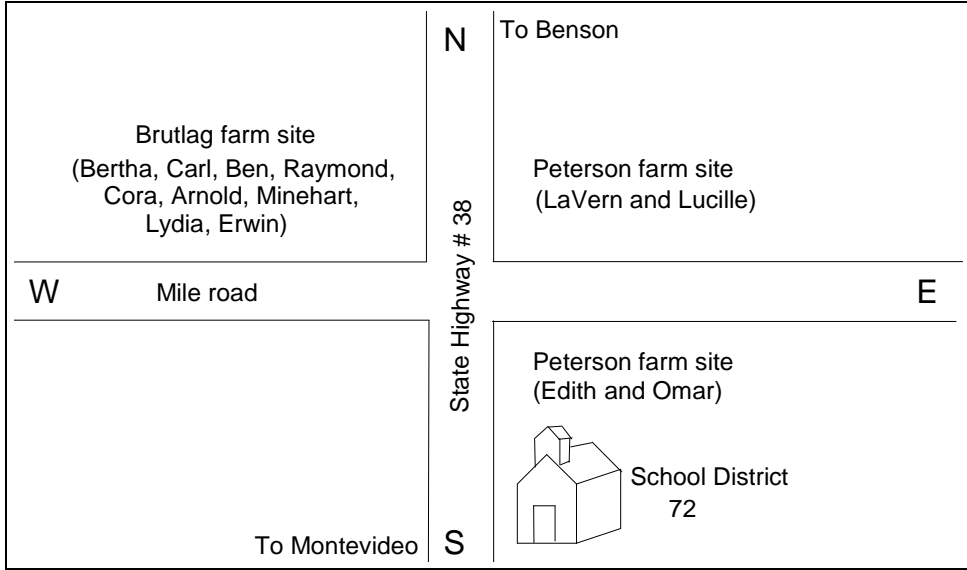 N
To Benson
Brutlag farm site
(Bertha, Carl, Ben, Raymond,
Cora, Arnold, Minehart,
Lydia, Erwin)
Peterson farm site
(LaVern and Lucille)
State Highway # 38
W
Mile road
E
Peterson farm site
(Edith and Omar)
School District
72
To Montevideo
S